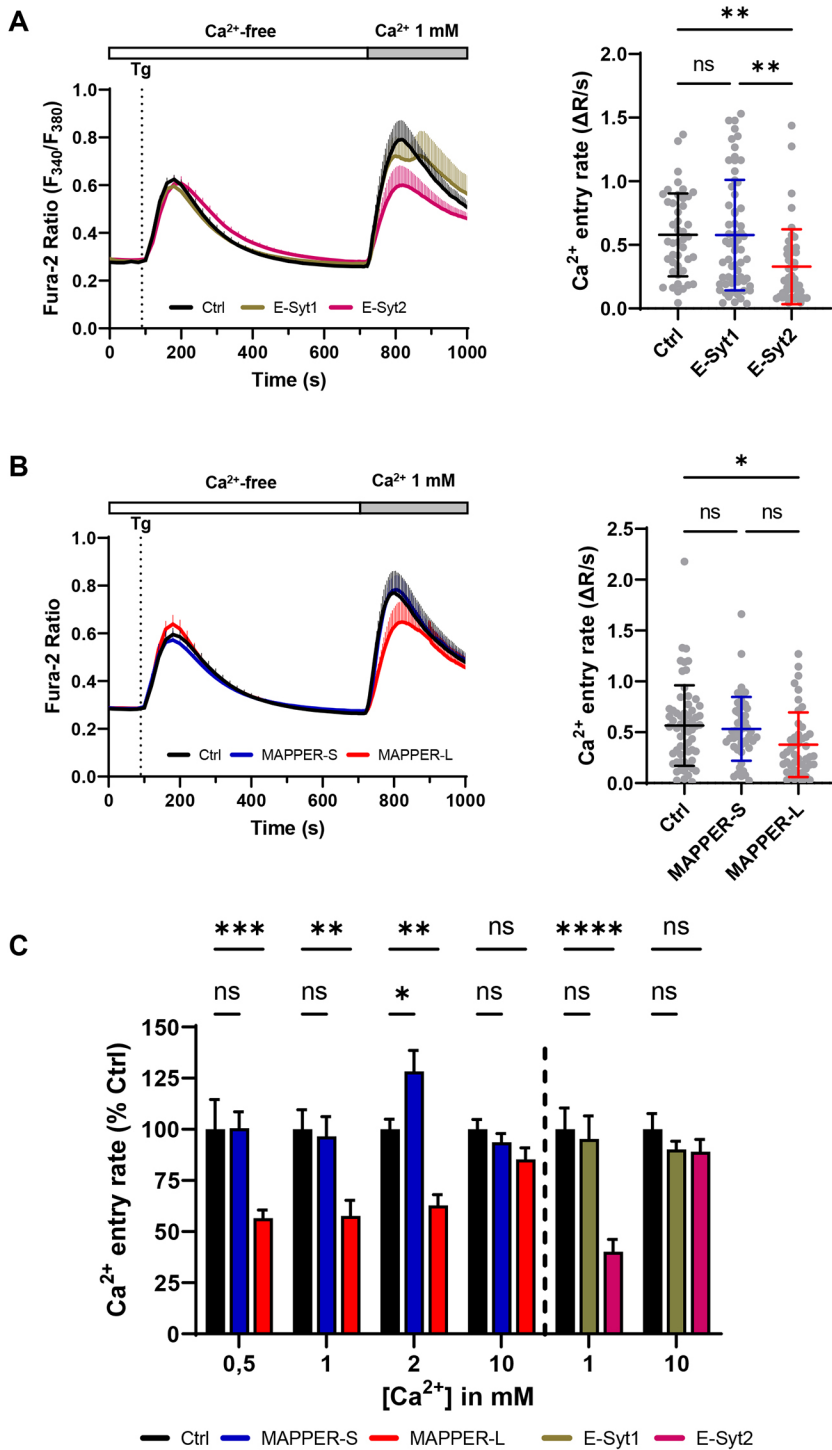 A
Ca²⁺-free
Ca²⁺ 1 mM
Tg
Fura-2 Ratio (F₃₄₀/F₃₈₀)
1.0
0.8
0.6
0.4
0.2
0.0
Ctrl E-Syt1 E-Syt2
0 200 400 600 800 1000
Time (s)
**
ns **
Ca²⁺ entry rate (ΔR/s)
2.0
1.5
1.0
0.5
0.0
Ctrl E-Syt1 E-Syt2
B
Ca²⁺-free
Ca²⁺ 1 mM
Tg
Fura-2 Ratio
1.0
0.8
0.6
0.4
0.2
0.0
Ctrl MAPPER-S MAPPER-L
0 200 400 600 800 1000
Time (s)
*
ns ns
Ca²⁺ entry rate (ΔR/s)
2.5
2.0
1.5
1.0
0.5
0.0
Ctrl MAPPER-S MAPPER-L
C
*** ** ** ns **** ns
ns ns * ns ns ns
Ca²⁺ entry rate (% Ctrl)
150
125
100
75
50
25
0
0,5 1 2 10 1 10
[Ca²⁺] in mM
Ctrl MAPPER-S MAPPER-L E-Syt1 E-Syt2